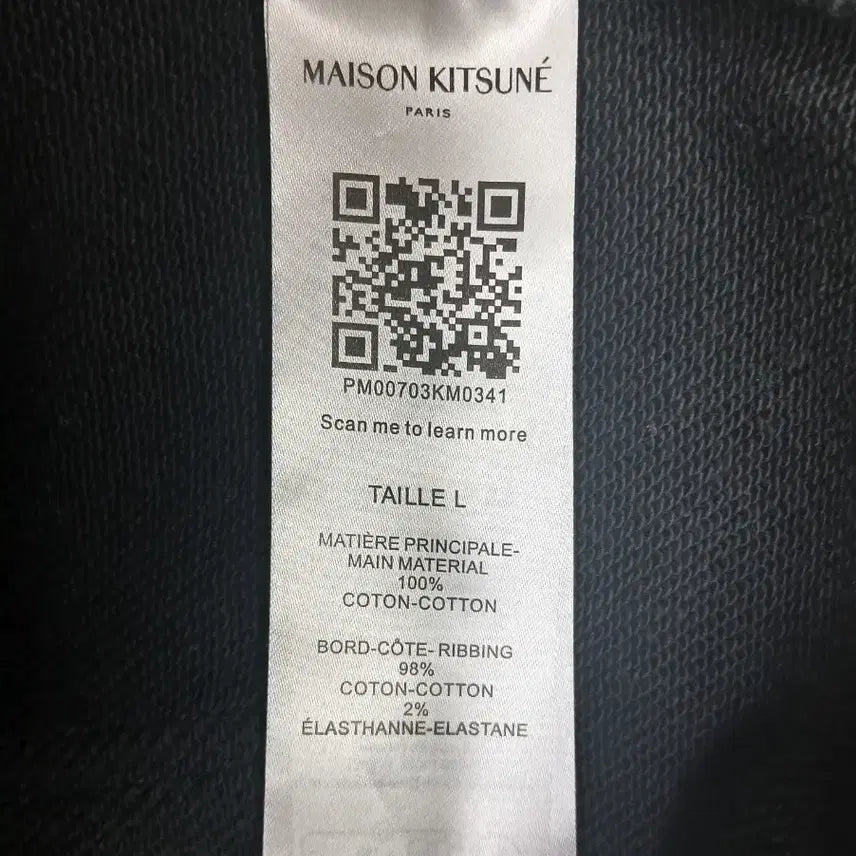 MAISON KITSUNÉ
PARIS
PM00703KM0341
Scan me to learn more
TAILLE L
MATIÈRE PRINCIPALE-
MAIN MATERIAL
100%
COTON-COTTON
BORD-CÔTE- RIBBING
98%
COTON-COTTON
2%
ÉLASTHANNE-ELASTANE